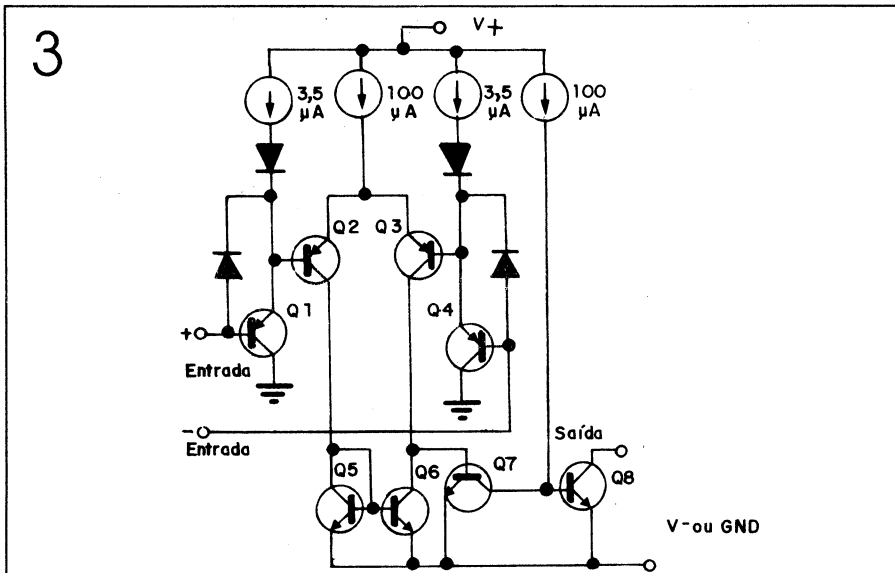 3
V+
3,5
µA
100
µA
3,5
µA
100
µA
Q2
Q3
Q1
Q4
+
Entrada
-
Entrada
Saída
Q5
Q6
Q7
Q8
V- ou GND